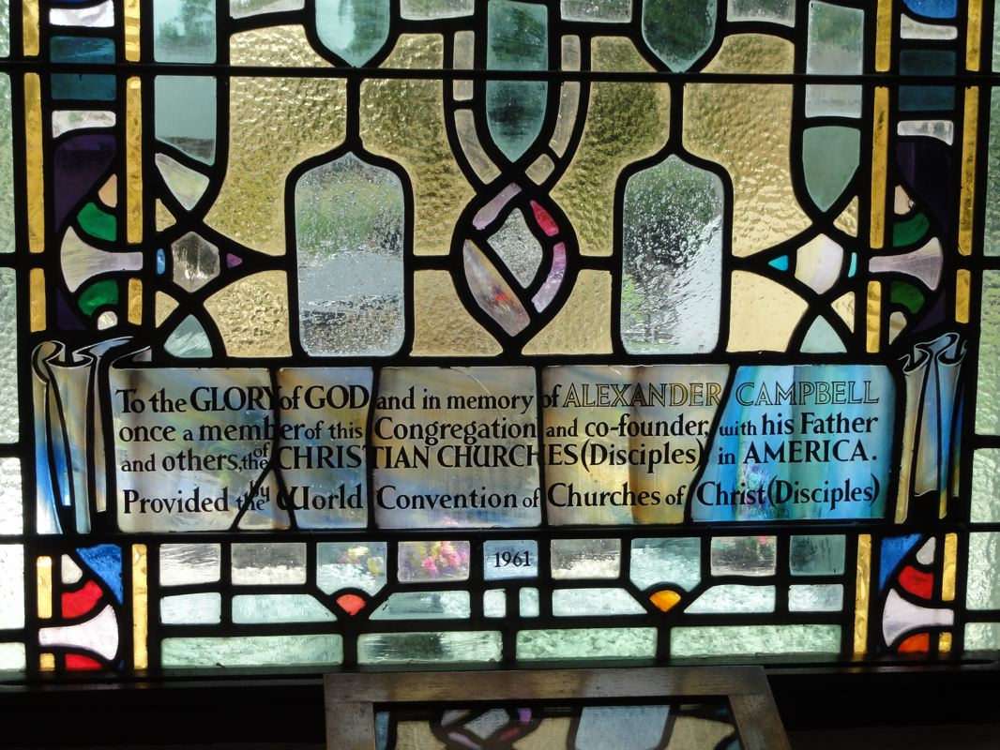 To the GLORY of GOD and in memory of ALEXANDER CAMPBELL
once a member of this Congregation and co-founder, with his Father
and others, of the CHRISTIAN CHURCHES (Disciples) in AMERICA.
Provided by the World Convention of Churches of Christ (Disciples)
1961